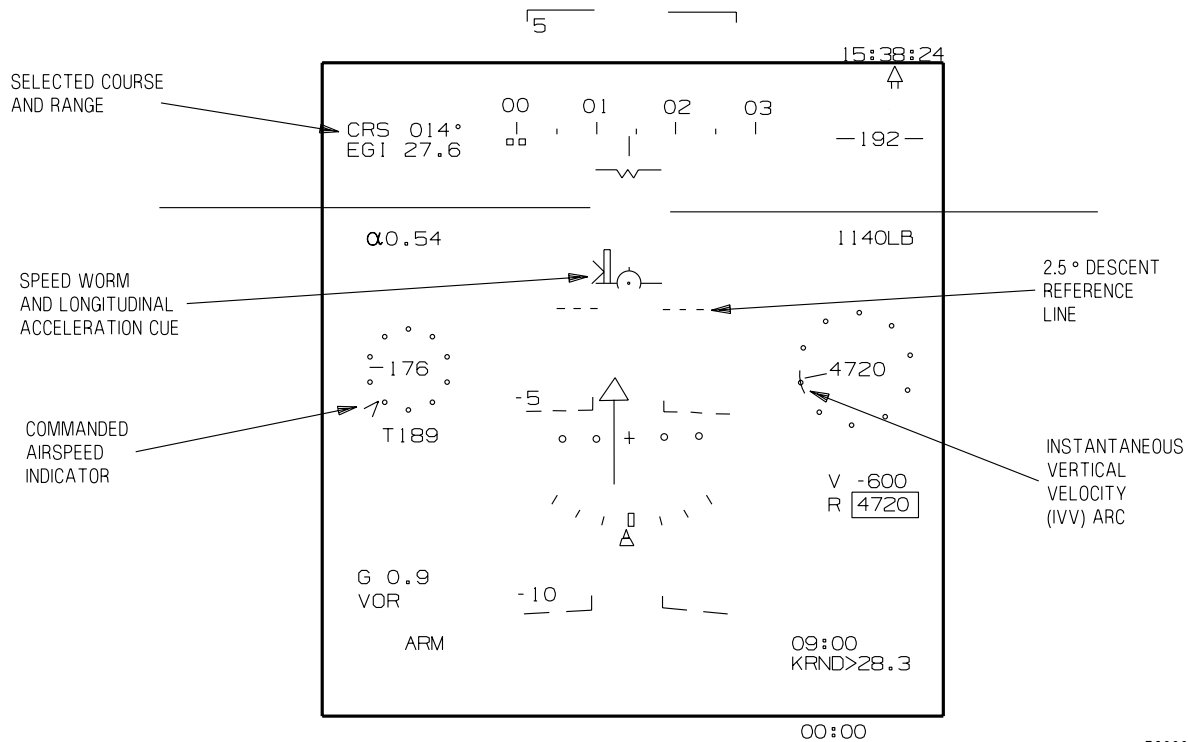 5
15:38:24
SELECTED COURSE
AND RANGE
00 01 02 03
CRS 014°
EGI 27.6
192
α0.54
1140LB
SPEED WORM
AND LONGITUDINAL
ACCELERATION CUE
2.5° DESCENT
REFERENCE
LINE
176
4720
-5
T189
COMMANDED
AIRSPEED
INDICATOR
INSTANTANEOUS
VERTICAL
VELOCITY
(IVV) ARC
V -600
R 4720
G 0.9
VOR
-10
ARM
09:00
KRND>28.3
00:00